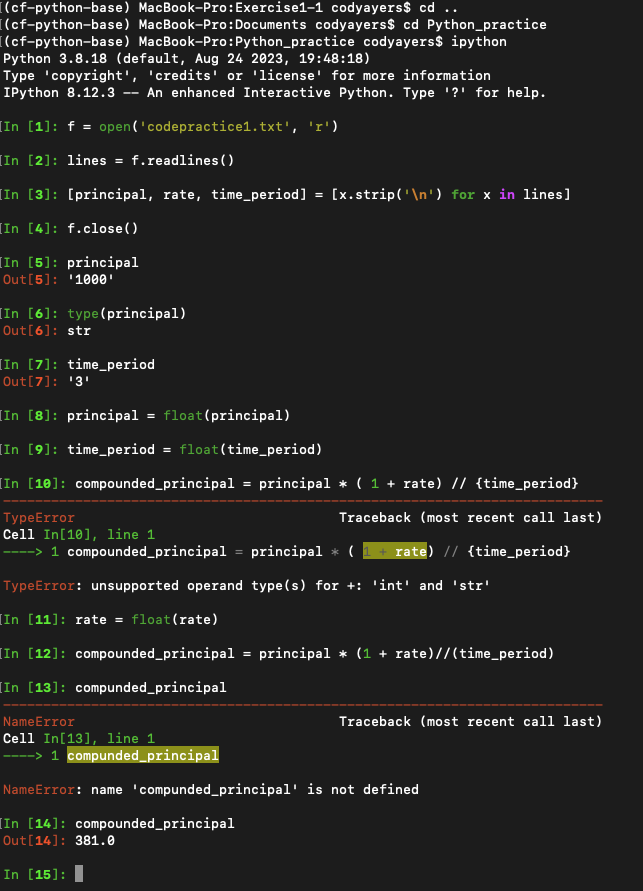 [(cf-python-base) MacBook-Pro:Exercise1-1 codyayers$ cd ..
[(cf-python-base) MacBook-Pro:Documents codyayers$ cd Python_practice
[(cf-python-base) MacBook-Pro:Python_practice codyayers$ ipython
Python 3.8.18 (default, Aug 24 2023, 19:48:18)
Type 'copyright', 'credits' or 'license' for more information
IPython 8.12.3 -- An enhanced Interactive Python. Type '?' for help.
[In [1]: f = open('codepractice1.txt', 'r')
[In [2]: lines = f.readlines()
[In [3]: [principal, rate, time_period] = [x.strip('\n') for x in lines]
[In [4]: f.close()
[In [5]: principal
Out[5]: '1000'
[In [6]: type(principal)
Out[6]: str
[In [7]: time_period
Out[7]: '3'
[In [8]: principal = float(principal)
[In [9]: time_period = float(time_period)
[In [10]: compounded_principal = principal * ( 1 + rate) // {time_period}
---------------------------------------------------------------------------
TypeError                                 Traceback (most recent call last)
Cell In[10], line 1
----> 1 compounded_principal = principal * ( 1 + rate) // {time_period}
TypeError: unsupported operand type(s) for +: 'int' and 'str'
[In [11]: rate = float(rate)
[In [12]: compounded_principal = principal * (1 + rate)//(time_period)
[In [13]: compunded_principal
---------------------------------------------------------------------------
NameError                                 Traceback (most recent call last)
Cell In[13], line 1
----> 1 compunded_principal
NameError: name 'compunded_principal' is not defined
[In [14]: compounded_principal
Out[14]: 381.0
In [15]: